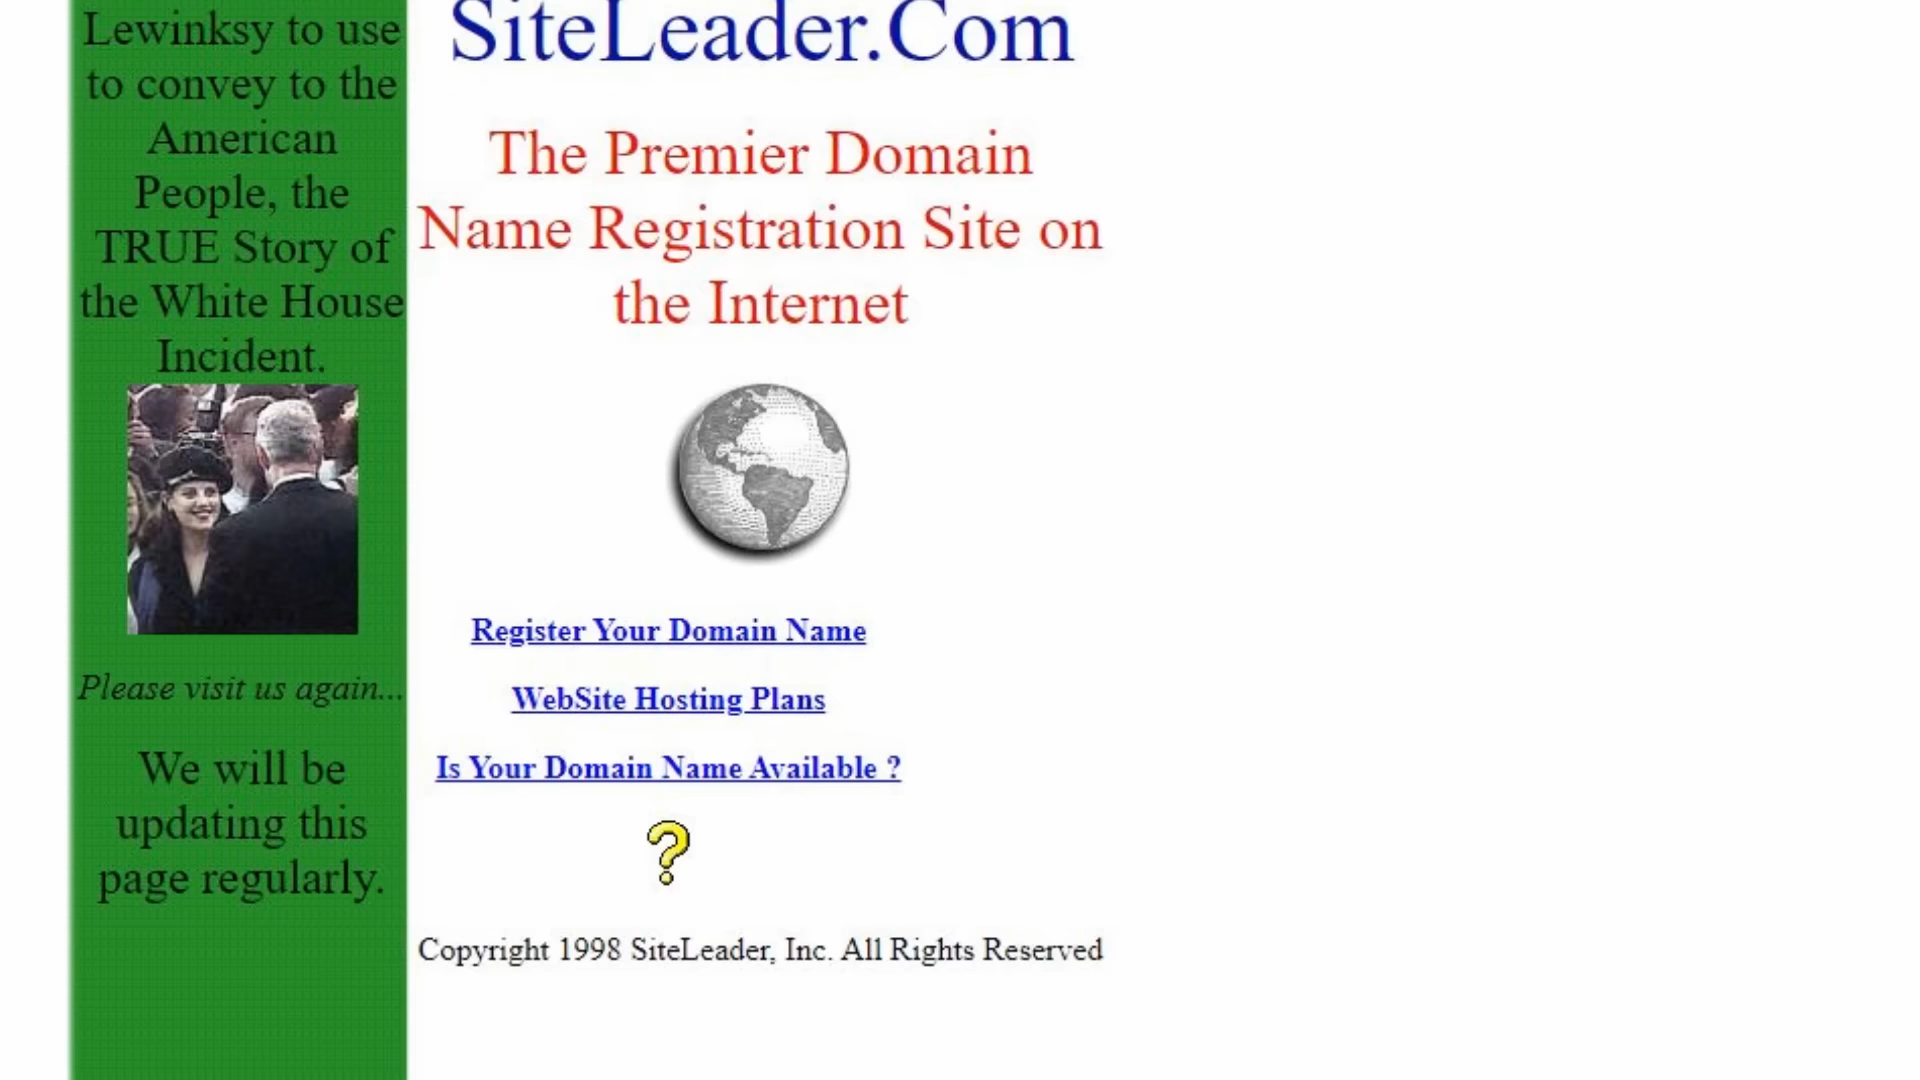 Lewinksy to use
to convey to the
American
People, the
TRUE Story of
the White House
Incident.
Please visit us again...
We will be
updating this
page regularly.
SiteLeader.Com
The Premier Domain
Name Registration Site on
the Internet
Register Your Domain Name
WebSite Hosting Plans
Is Your Domain Name Available ?
?
Copyright 1998 SiteLeader, Inc. All Rights Reserved